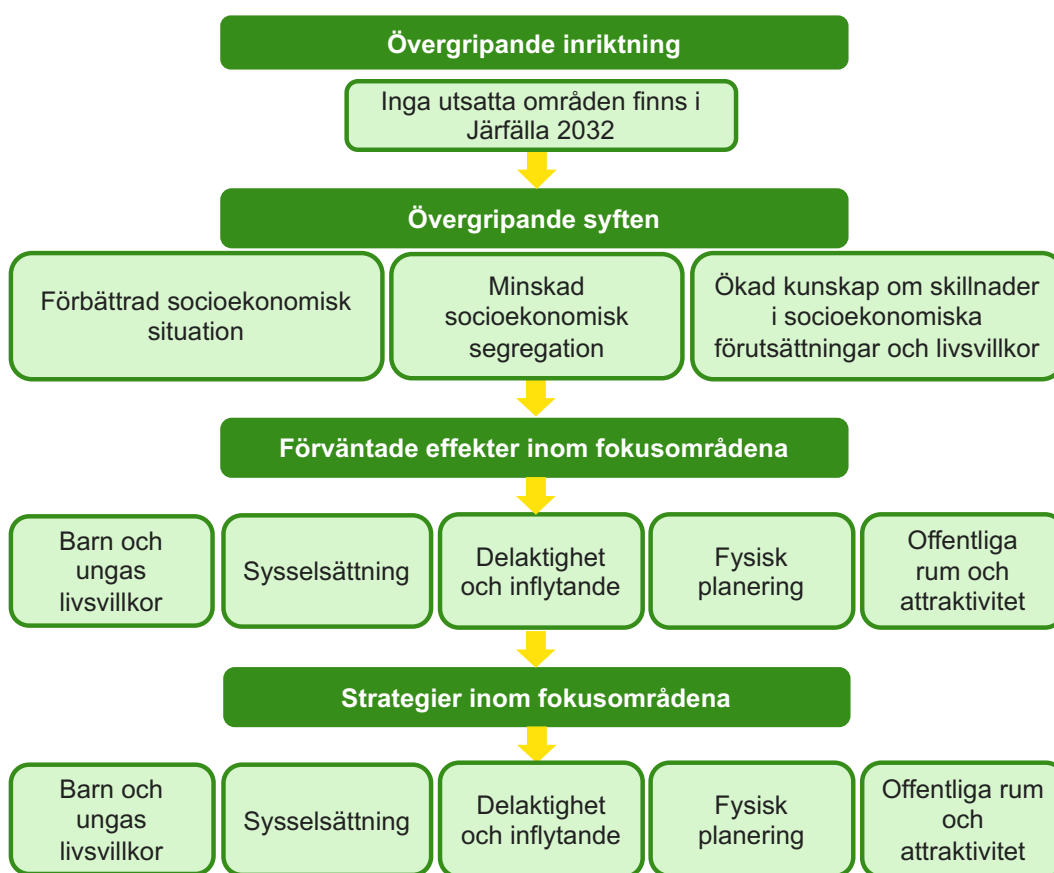 Övergripande inriktning
Inga utsatta områden finns i
Järfälla 2032
Övergripande syften
Förbättrad socioekonomisk
situation
Minskad
socioekonomisk
segregation
Ökad kunskap om skillnader
i socioekonomiska
förutsättningar och livsvillkor
Förväntade effekter inom fokusområdena
Barn och
ungas
livsvillkor
Sysselsättning
Delaktighet
och inflytande
Fysisk
planering
Offentliga
rum och
attraktivitet
Strategier inom fokusområdena
Barn och
ungas
livsvillkor
Sysselsättning
Delaktighet
och inflytande
Fysisk
planering
Offentliga rum
och
attraktivitet